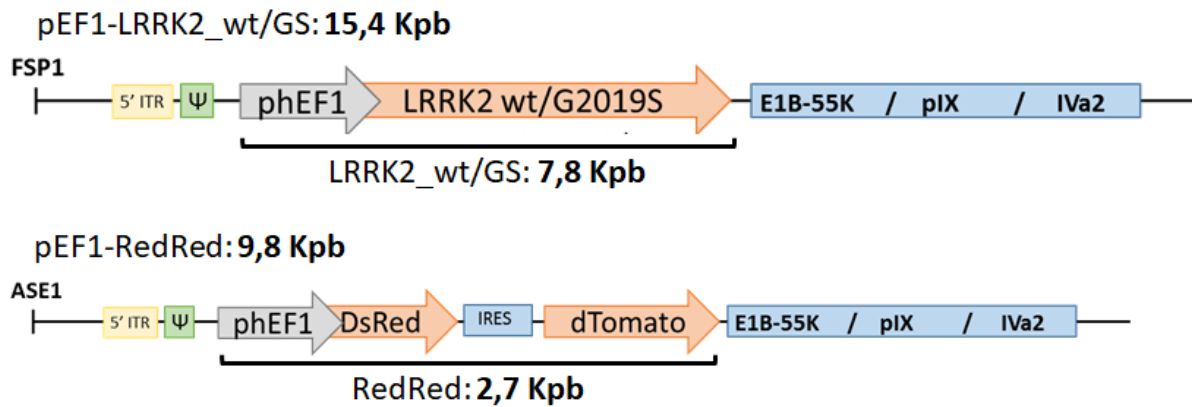 pEF1-LRRK2_wt/GS: 15,4 Kpb
FSP1
5' ITR Ψ phEF1 LRRK2 wt/G2019S E1B-55K / pIX / IVa2
LRRK2_wt/GS: 7,8 Kpb
pEF1-RedRed: 9,8 Kpb
ASE1
5' ITR Ψ phEF1 DsRed IRES dTomato E1B-55K / pIX / IVa2
RedRed: 2,7 Kpb